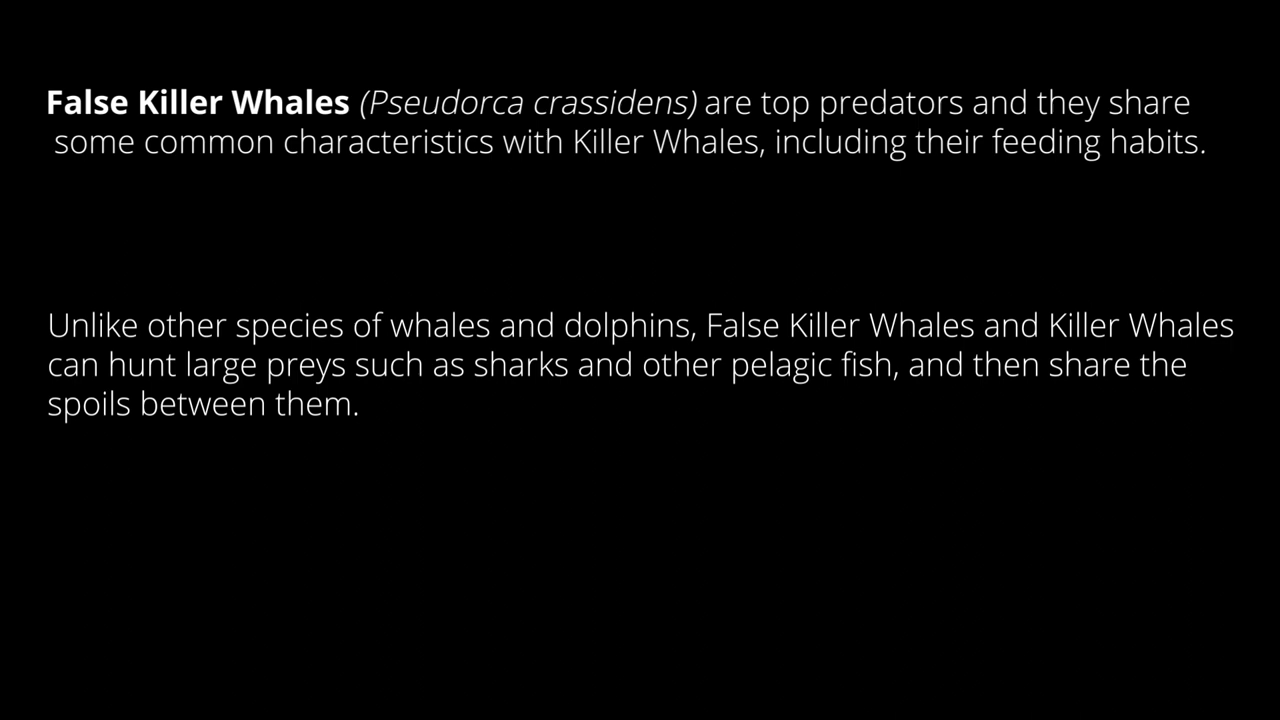 False Killer Whales (Pseudorca crassidens) are top predators and they share
some common characteristics with Killer Whales, including their feeding habits.
Unlike other species of whales and dolphins, False Killer Whales and Killer Whales
can hunt large preys such as sharks and other pelagic fish, and then share the
spoils between them.